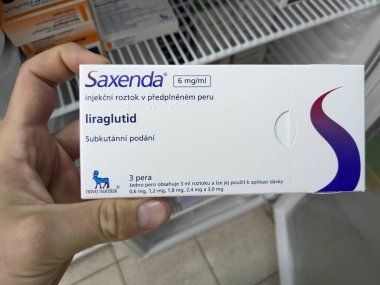 Saxenda® 6 mg/ml
injekční roztok v předplněném peru
liraglutid
Subkutánní podání
3 pera
Jedno pero obsahuje 3 ml roztoku a lze jej použít k aplikaci dávky
0,6 mg, 1,2 mg, 1,8 mg, 2,4 mg a 3,0 mg
novo nordisk®